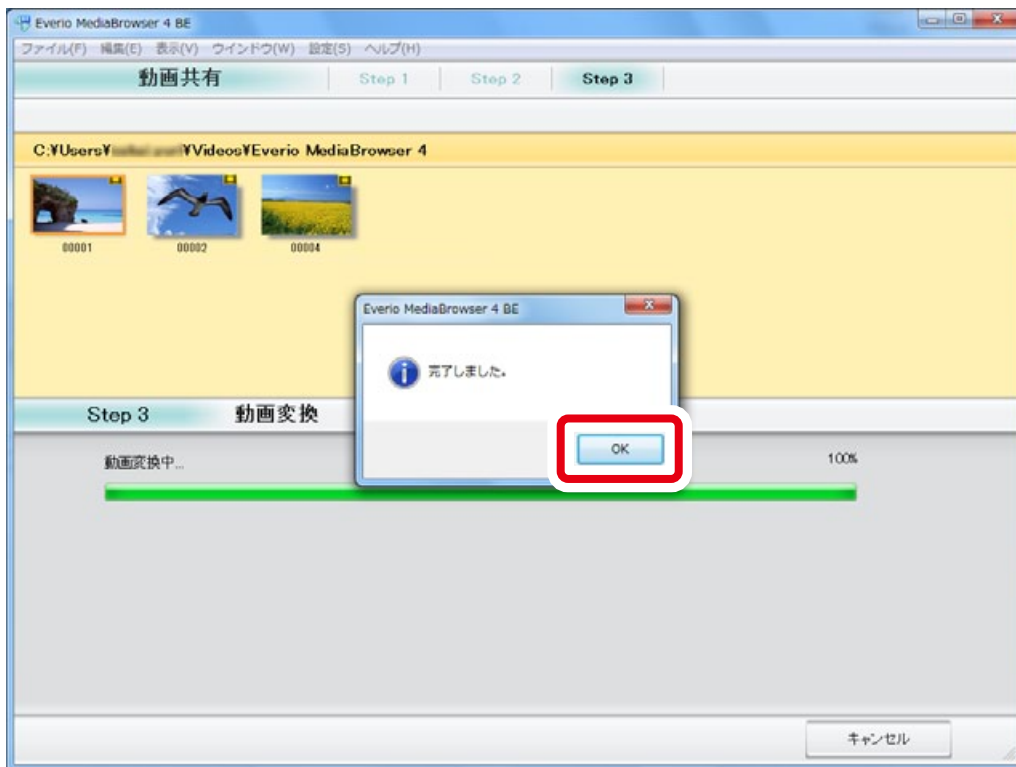 Everio MediaBrowser 4 BE
ファイル(F) 編集(E) 表示(V) ウインドウ(W) 設定(S) ヘルプ(H)
動画共有 Step 1 Step 2 Step 3
C:¥Users¥ ¥Videos¥Everio MediaBrowser 4
00001 00002 00004
Everio MediaBrowser 4 BE
完了しました。
OK
Step 3 動画変換
動画変換中... 100%
キャンセル